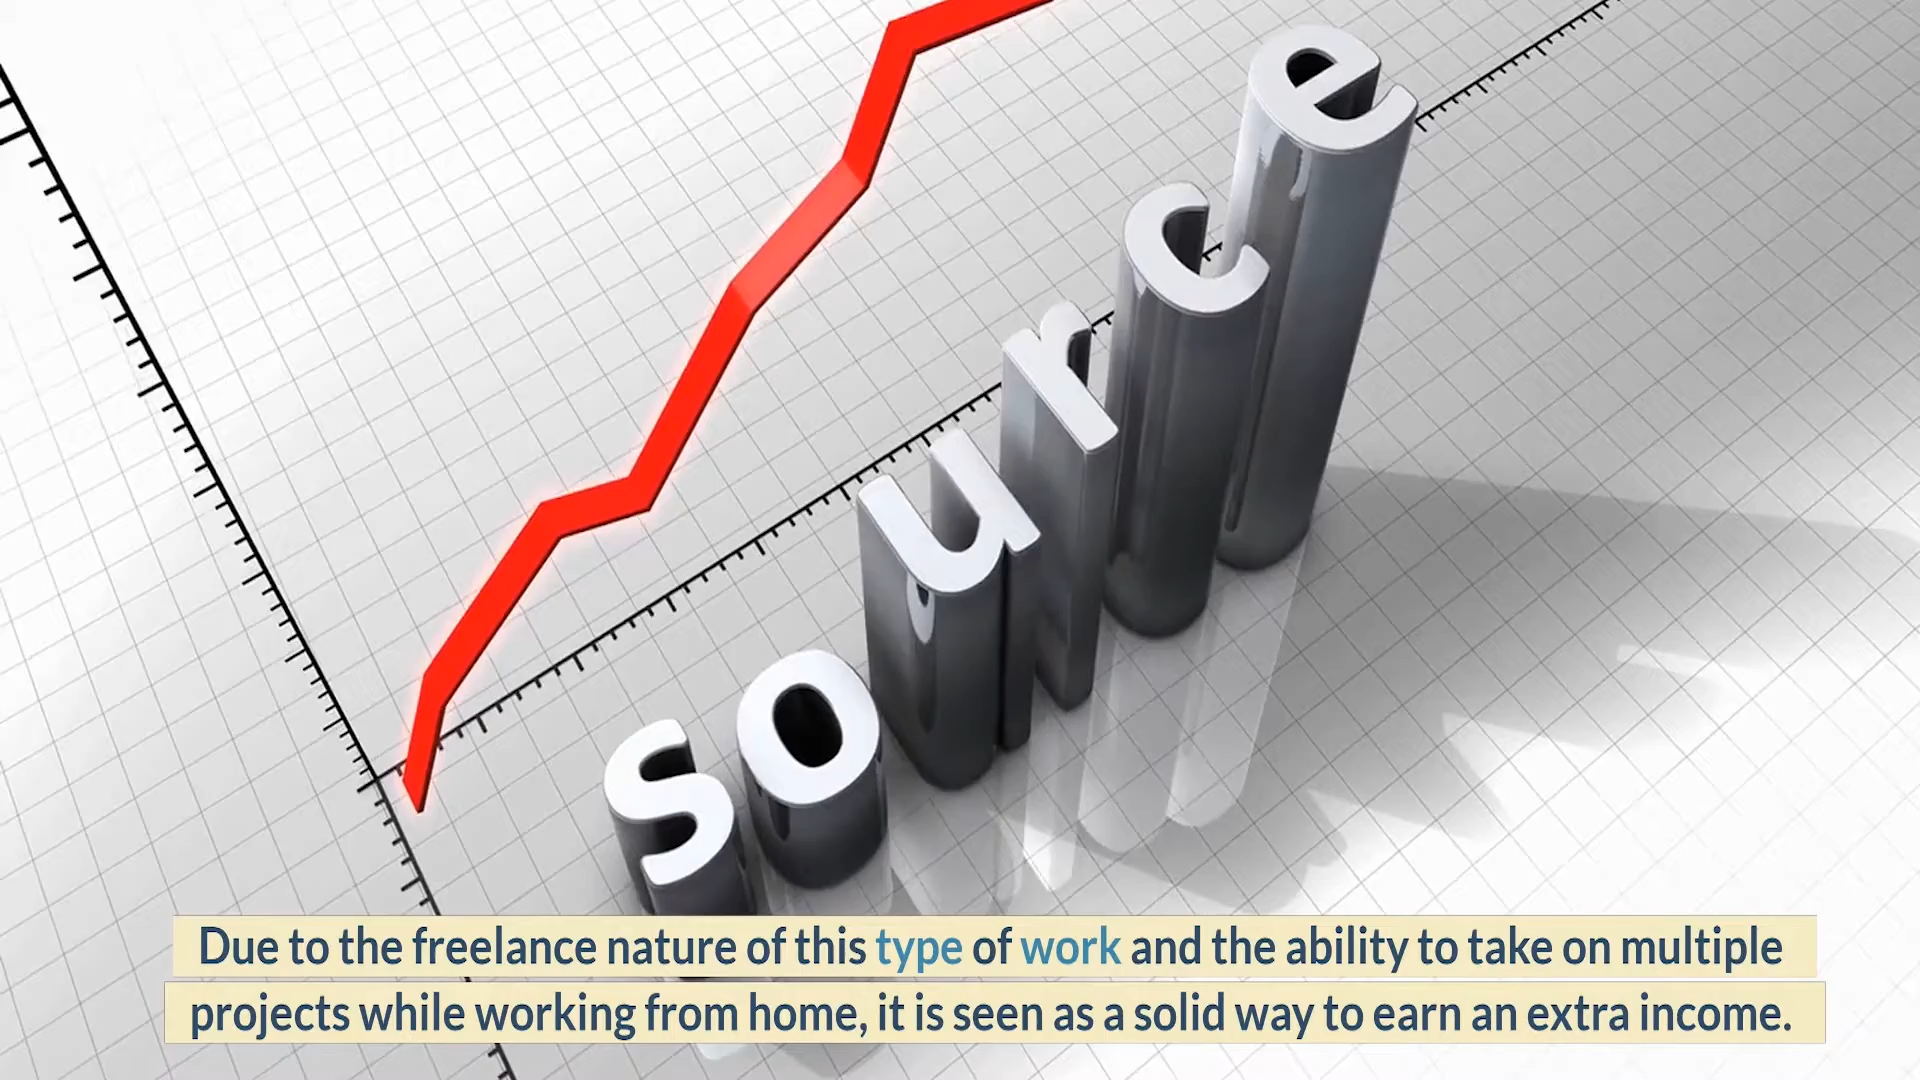 source
Due to the freelance nature of this type of work and the ability to take on multiple
projects while working from home, it is seen as a solid way to earn an extra income.